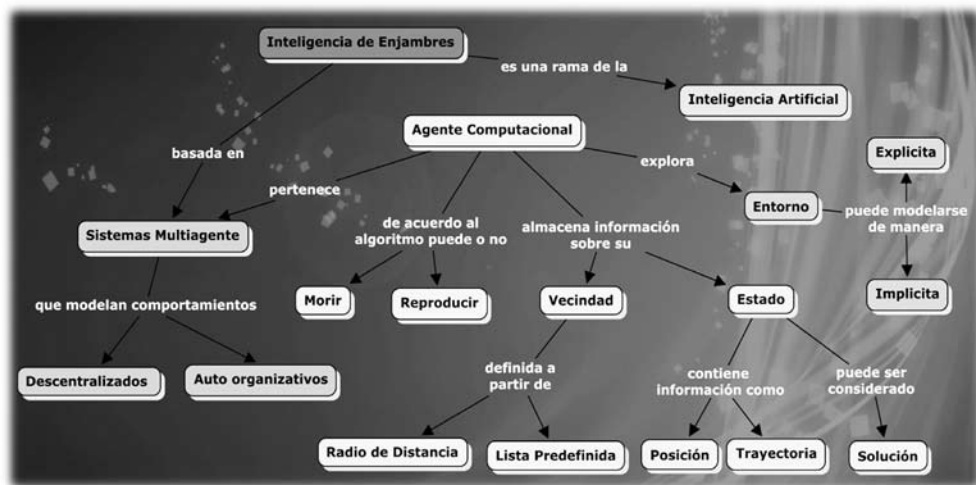 Inteligencia de Enjambres
es una rama de la
Inteligencia Artificial
Agente Computacional
basada en
explora
Explicita
pertenece
Entorno
puede modelarse
de manera
Sistemas Multiagente
de acuerdo al
algoritmo puede o no
almacena información
sobre su
que modelan comportamientos
Morir
Reproducir
Vecindad
Estado
Implicita
Descentralizados
Auto organizativos
definida a
partir de
contiene
información como
puede ser
considerado
Radio de Distancia
Lista Predefinida
Posición
Trayectoria
Solución